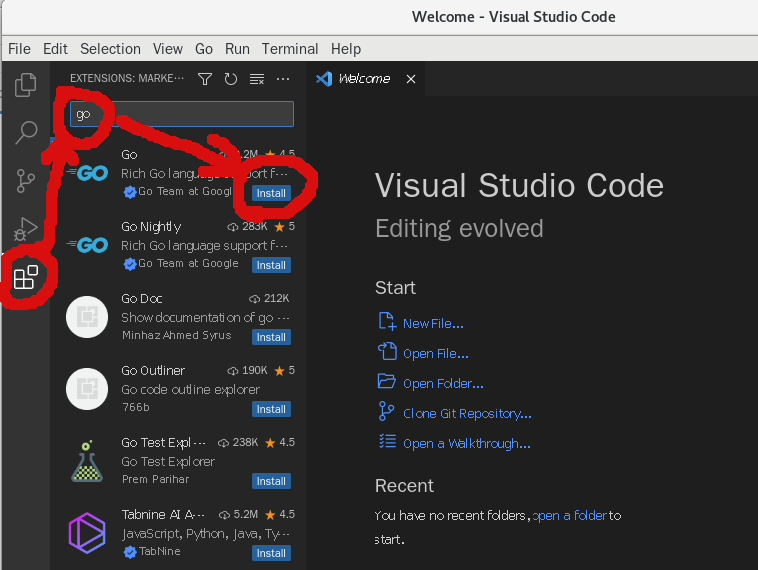 Welcome - Visual Studio Code
File Edit Selection View Go Run Terminal Help
EXTENSIONS: MARKE···
Welcome
go
Go .2M 4.5
GO
Rich Go language support f···
Go Team at Google Install
Go Nightly 283K 5
GO
Rich Go language support f···
Go Team at Google Install
Go Doc 212K
Show documentation of go ···
Minhaz Ahmed Syrus Install
Go Outliner 190K 5
Go code outline explorer
766b Install
Go Test Expl··· 238K 4.5
Go Test Explorer
Prem Parihar Install
Tabnine AI A··· 5.2M 4.5
JavaScript, Python, Java, Ty···
TabNine Install
Visual Studio Code
Editing evolved
Start
New File...
Open File...
Open Folder...
Clone Git Repository...
Open a Walkthrough...
Recent
You have no recent folders, open a folder to
start.